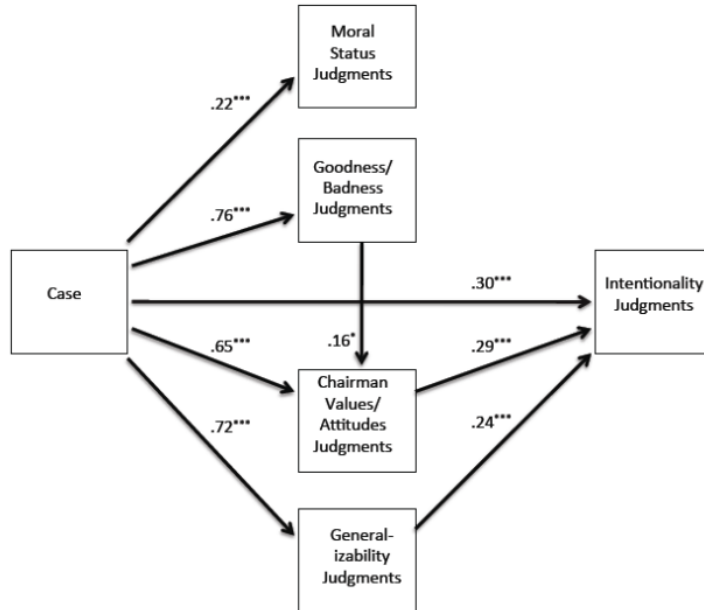 Moral
Status
Judgments
.22***
Goodness/
Badness
Judgments
.76***
Case
.30***
Intentionality
Judgments
.65***
.16*
.29***
Chairman
Values/
Attitudes
Judgments
.72***
.24***
General-
izability
Judgments